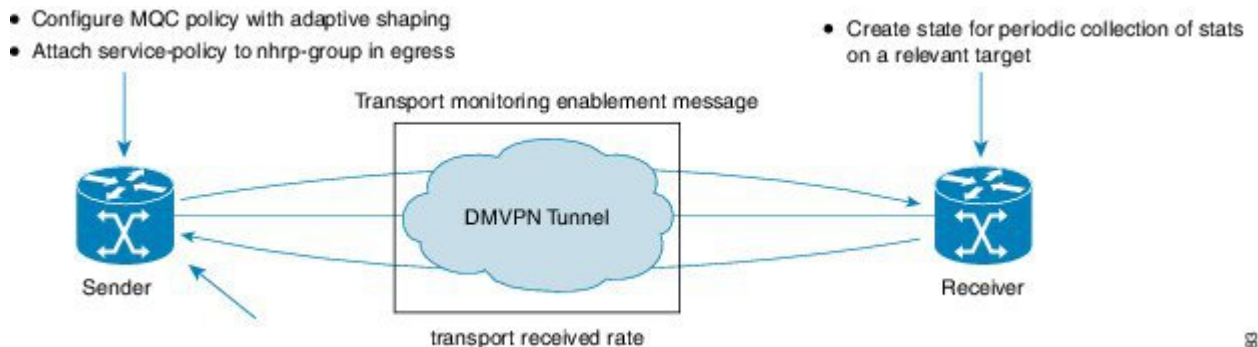 • Configure MQC policy with adaptive shaping
• Attach service-policy to nhrp-group in egress
• Create state for periodic collection of stats
on a relevant target
Transport monitoring enablement message
DMVPN Tunnel
Sender
Receiver
transport received rate